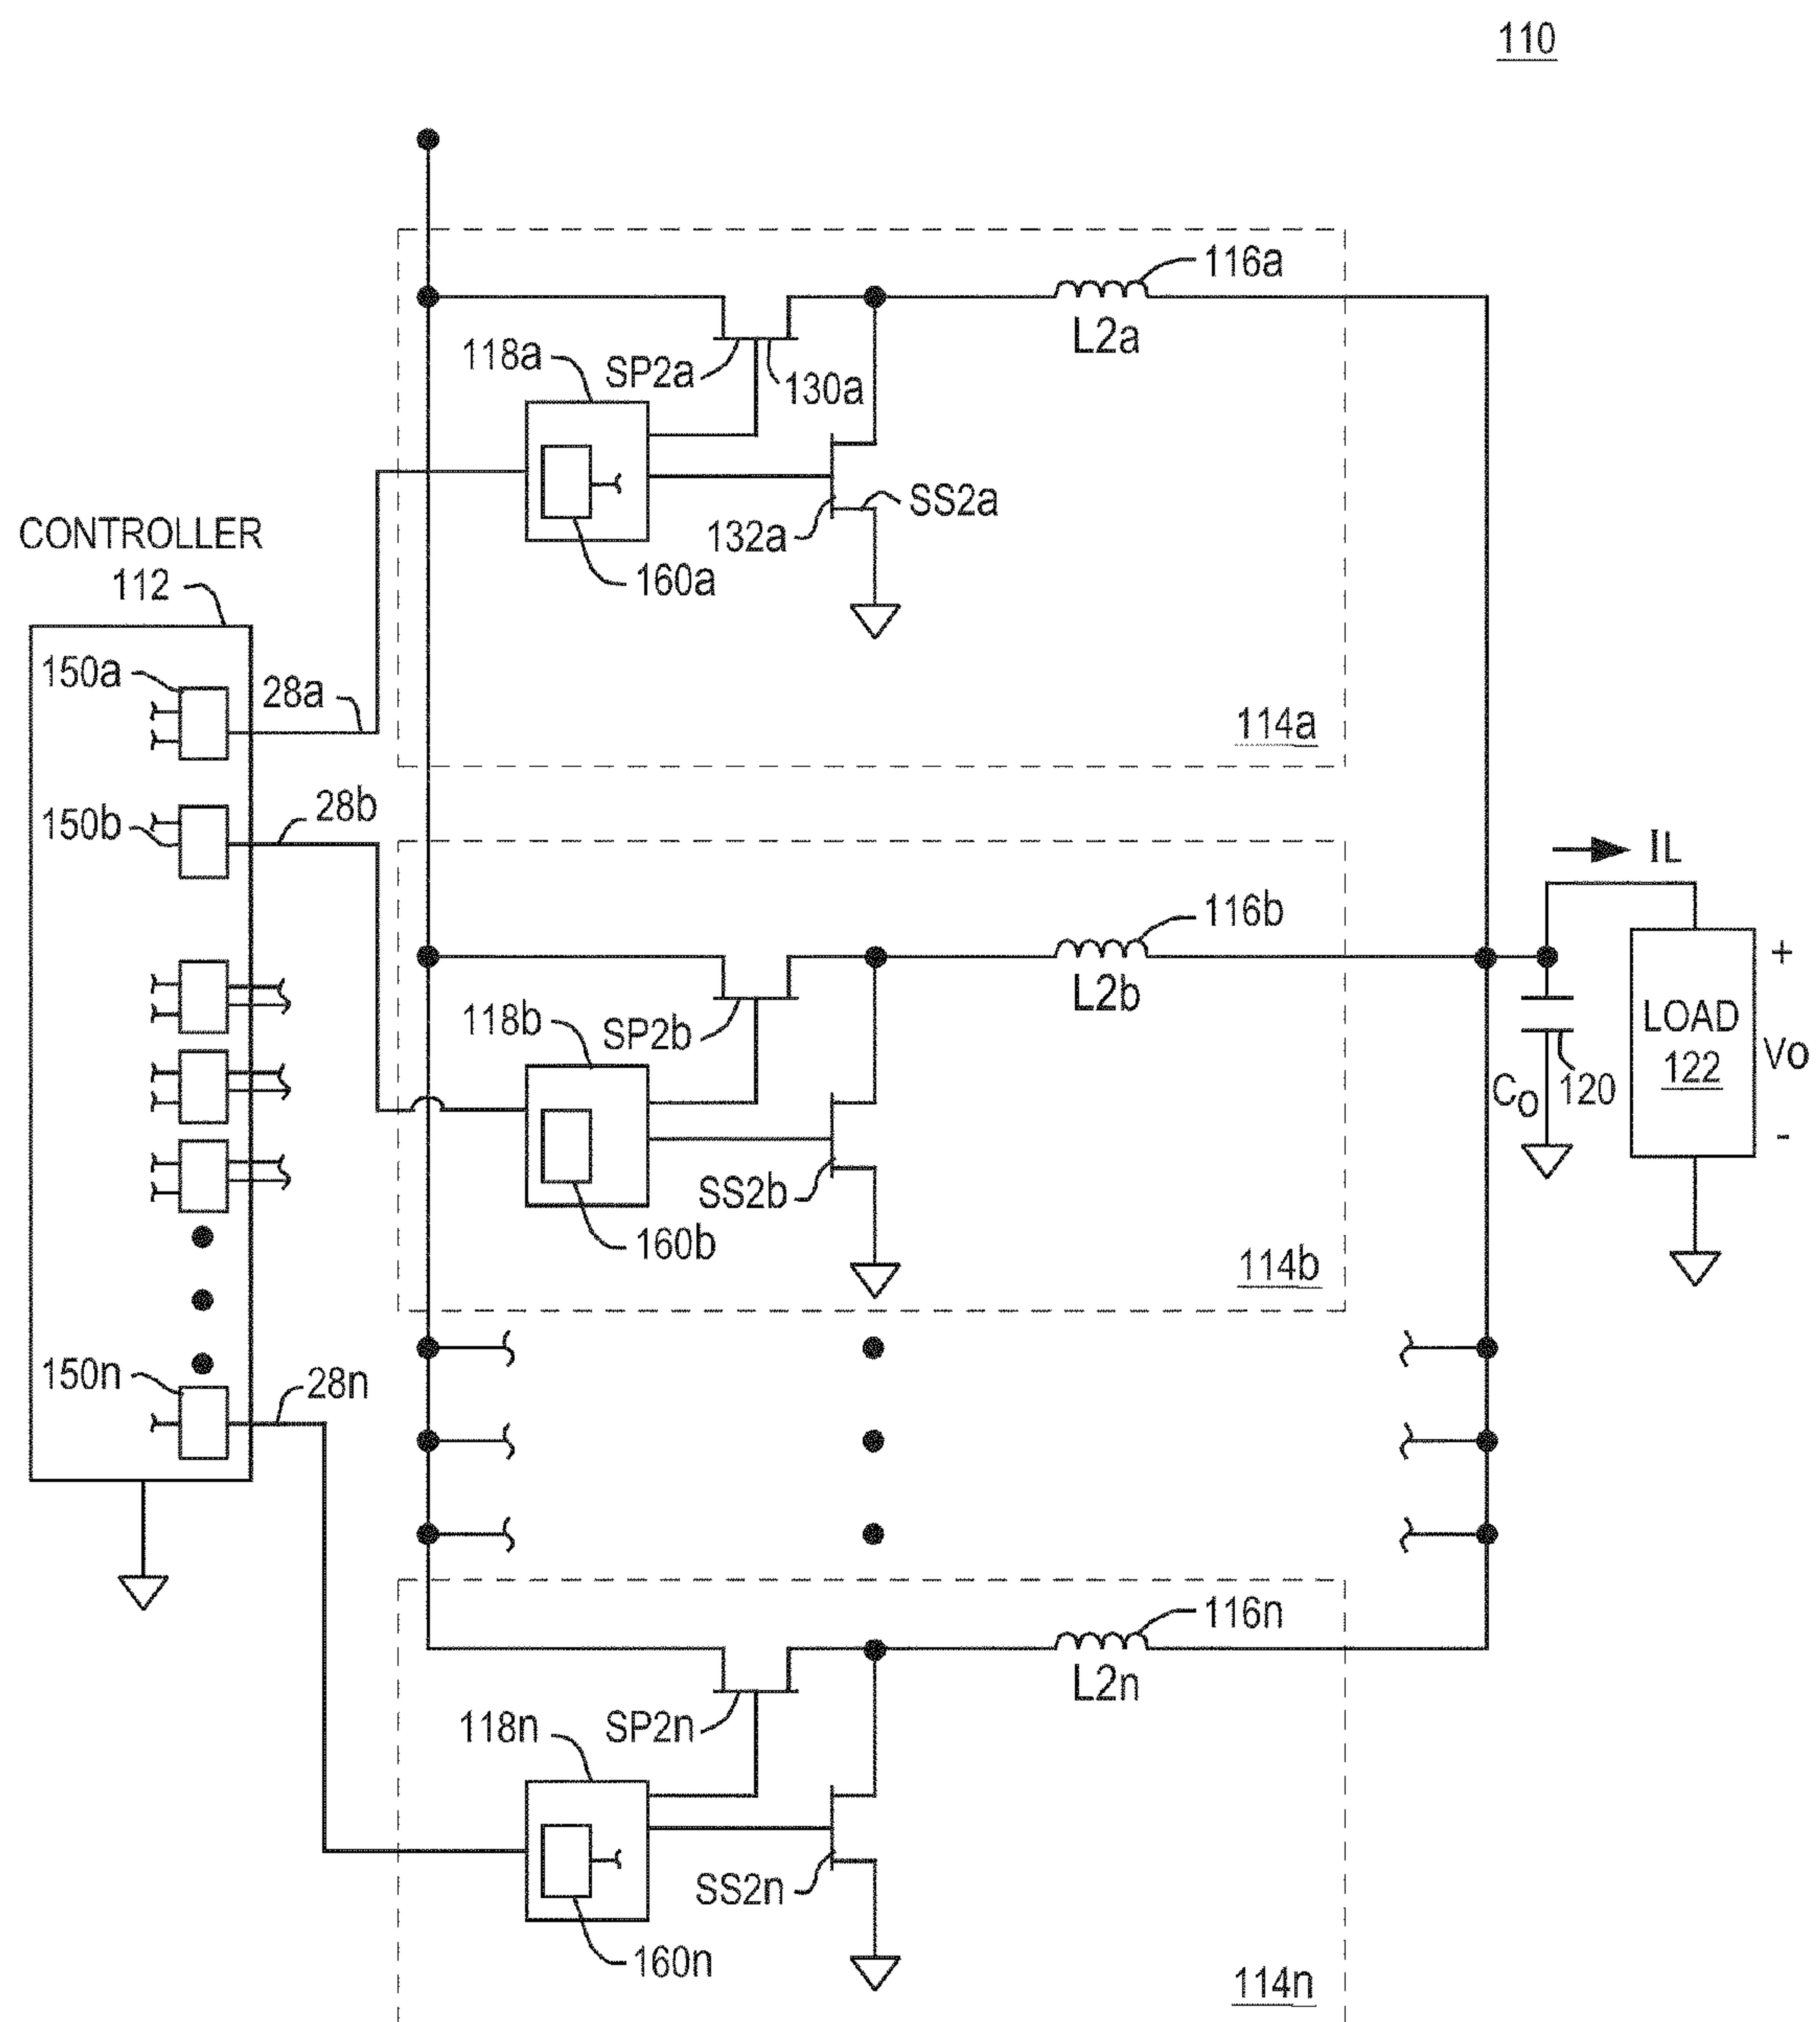 110
116a
L2a
118a
SP2a
130a
SS2a
132a
160a
CONTROLLER
112
150a
28a
114a
150b
28b
IL
116b
L2b
118b
SP2b
+
LOAD
122
Vo
Co
120
-
SS2b
160b
114b
150n
28n
116n
L2n
118n
SP2n
SS2n
160n
114n